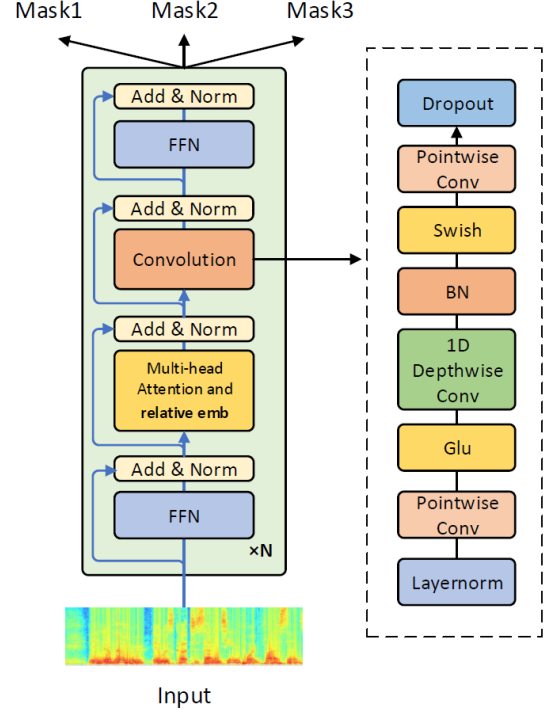 Mask1
Mask2
Mask3
Add & Norm
FFN
Add & Norm
Convolution
Add & Norm
Multi-head
Attention and
relative emb
Add & Norm
FFN
×N
Input
Dropout
Pointwise
Conv
Swish
BN
1D
Depthwise
Conv
Glu
Pointwise
Conv
Layernorm